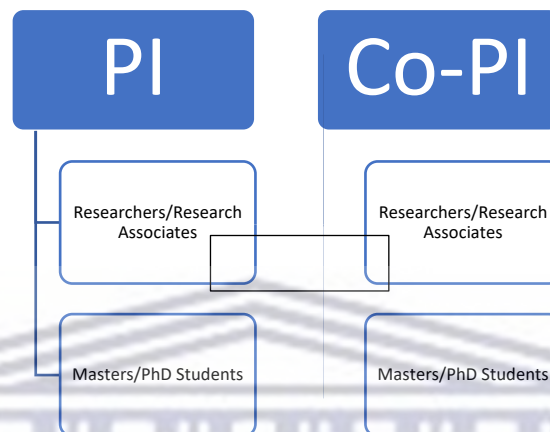 PI
Co-PI
Researchers/Research
Associates
Researchers/Research
Associates
Masters/PhD Students
Masters/PhD Students